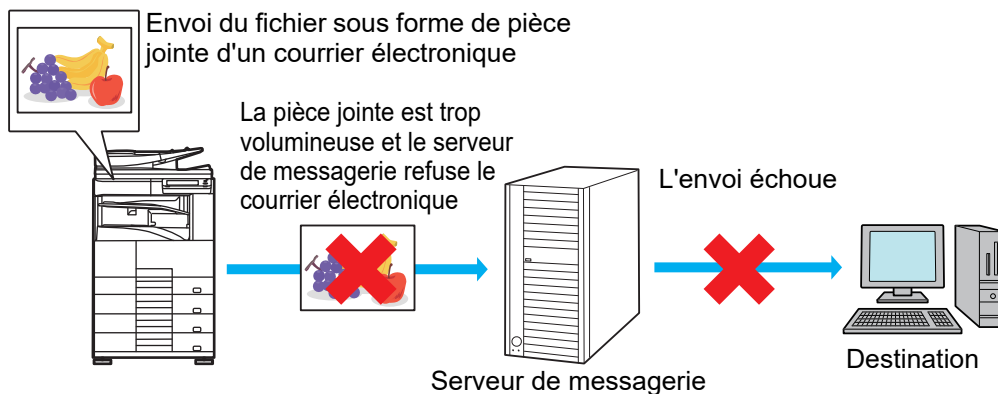 Envoi du fichier sous forme de pièce
jointe d'un courrier électronique
La pièce jointe est trop
volumineuse et le serveur
de messagerie refuse le
courrier électronique
L'envoi échoue
Serveur de messagerie
Destination